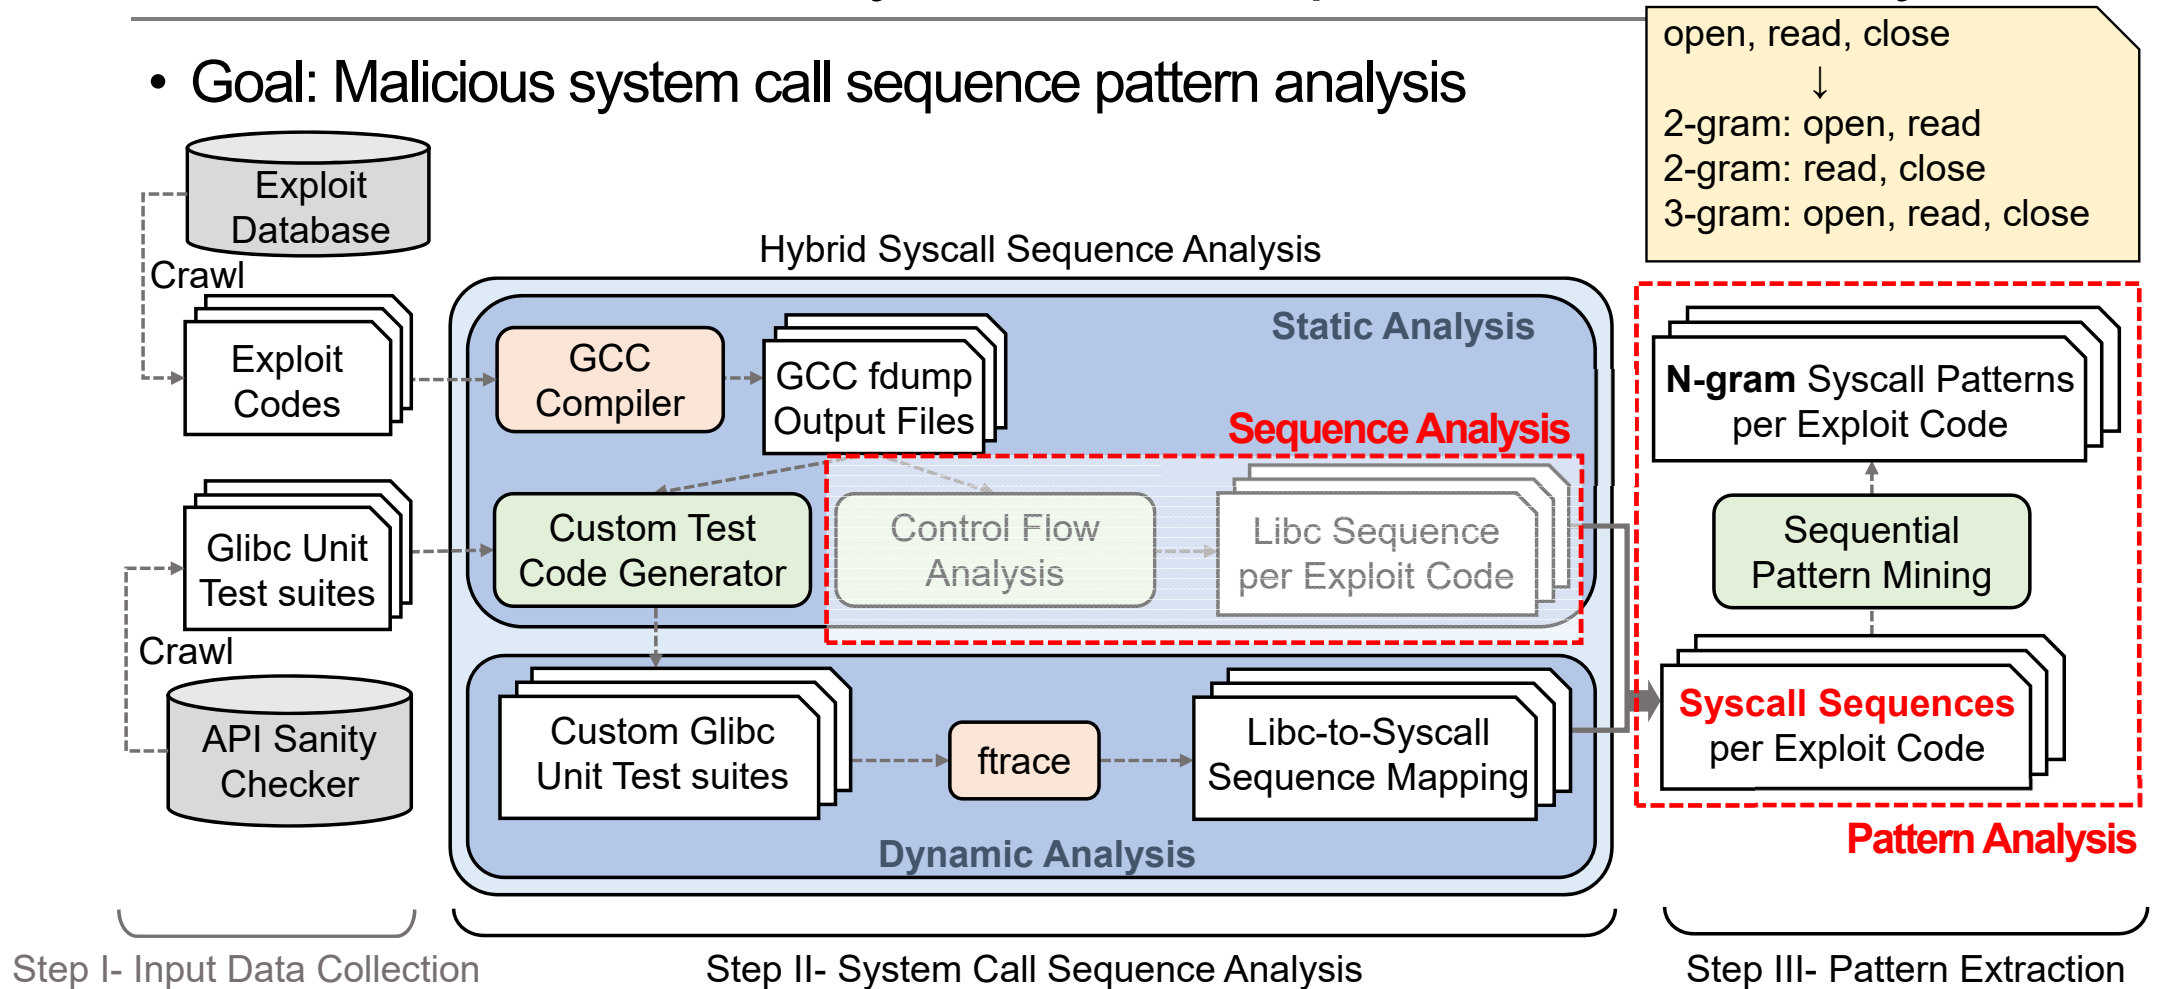 • Goal: Malicious system call sequence pattern analysis
open, read, close
↓
2-gram: open, read
2-gram: read, close
3-gram: open, read, close
Exploit
Database
Crawl
Exploit
Codes
Glibc Unit
Test suites
Crawl
API Sanity
Checker
Hybrid Syscall Sequence Analysis
Static Analysis
GCC
Compiler
GCC fdump
Output Files
Sequence Analysis
Custom Test
Code Generator
Control Flow
Analysis
Libc Sequence
per Exploit Code
Custom Glibc
Unit Test suites
ftrace
Libc-to-Syscall
Sequence Mapping
Dynamic Analysis
N-gram Syscall Patterns
per Exploit Code
Sequential
Pattern Mining
Syscall Sequences
per Exploit Code
Pattern Analysis
Step I- Input Data Collection
Step II- System Call Sequence Analysis
Step III- Pattern Extraction